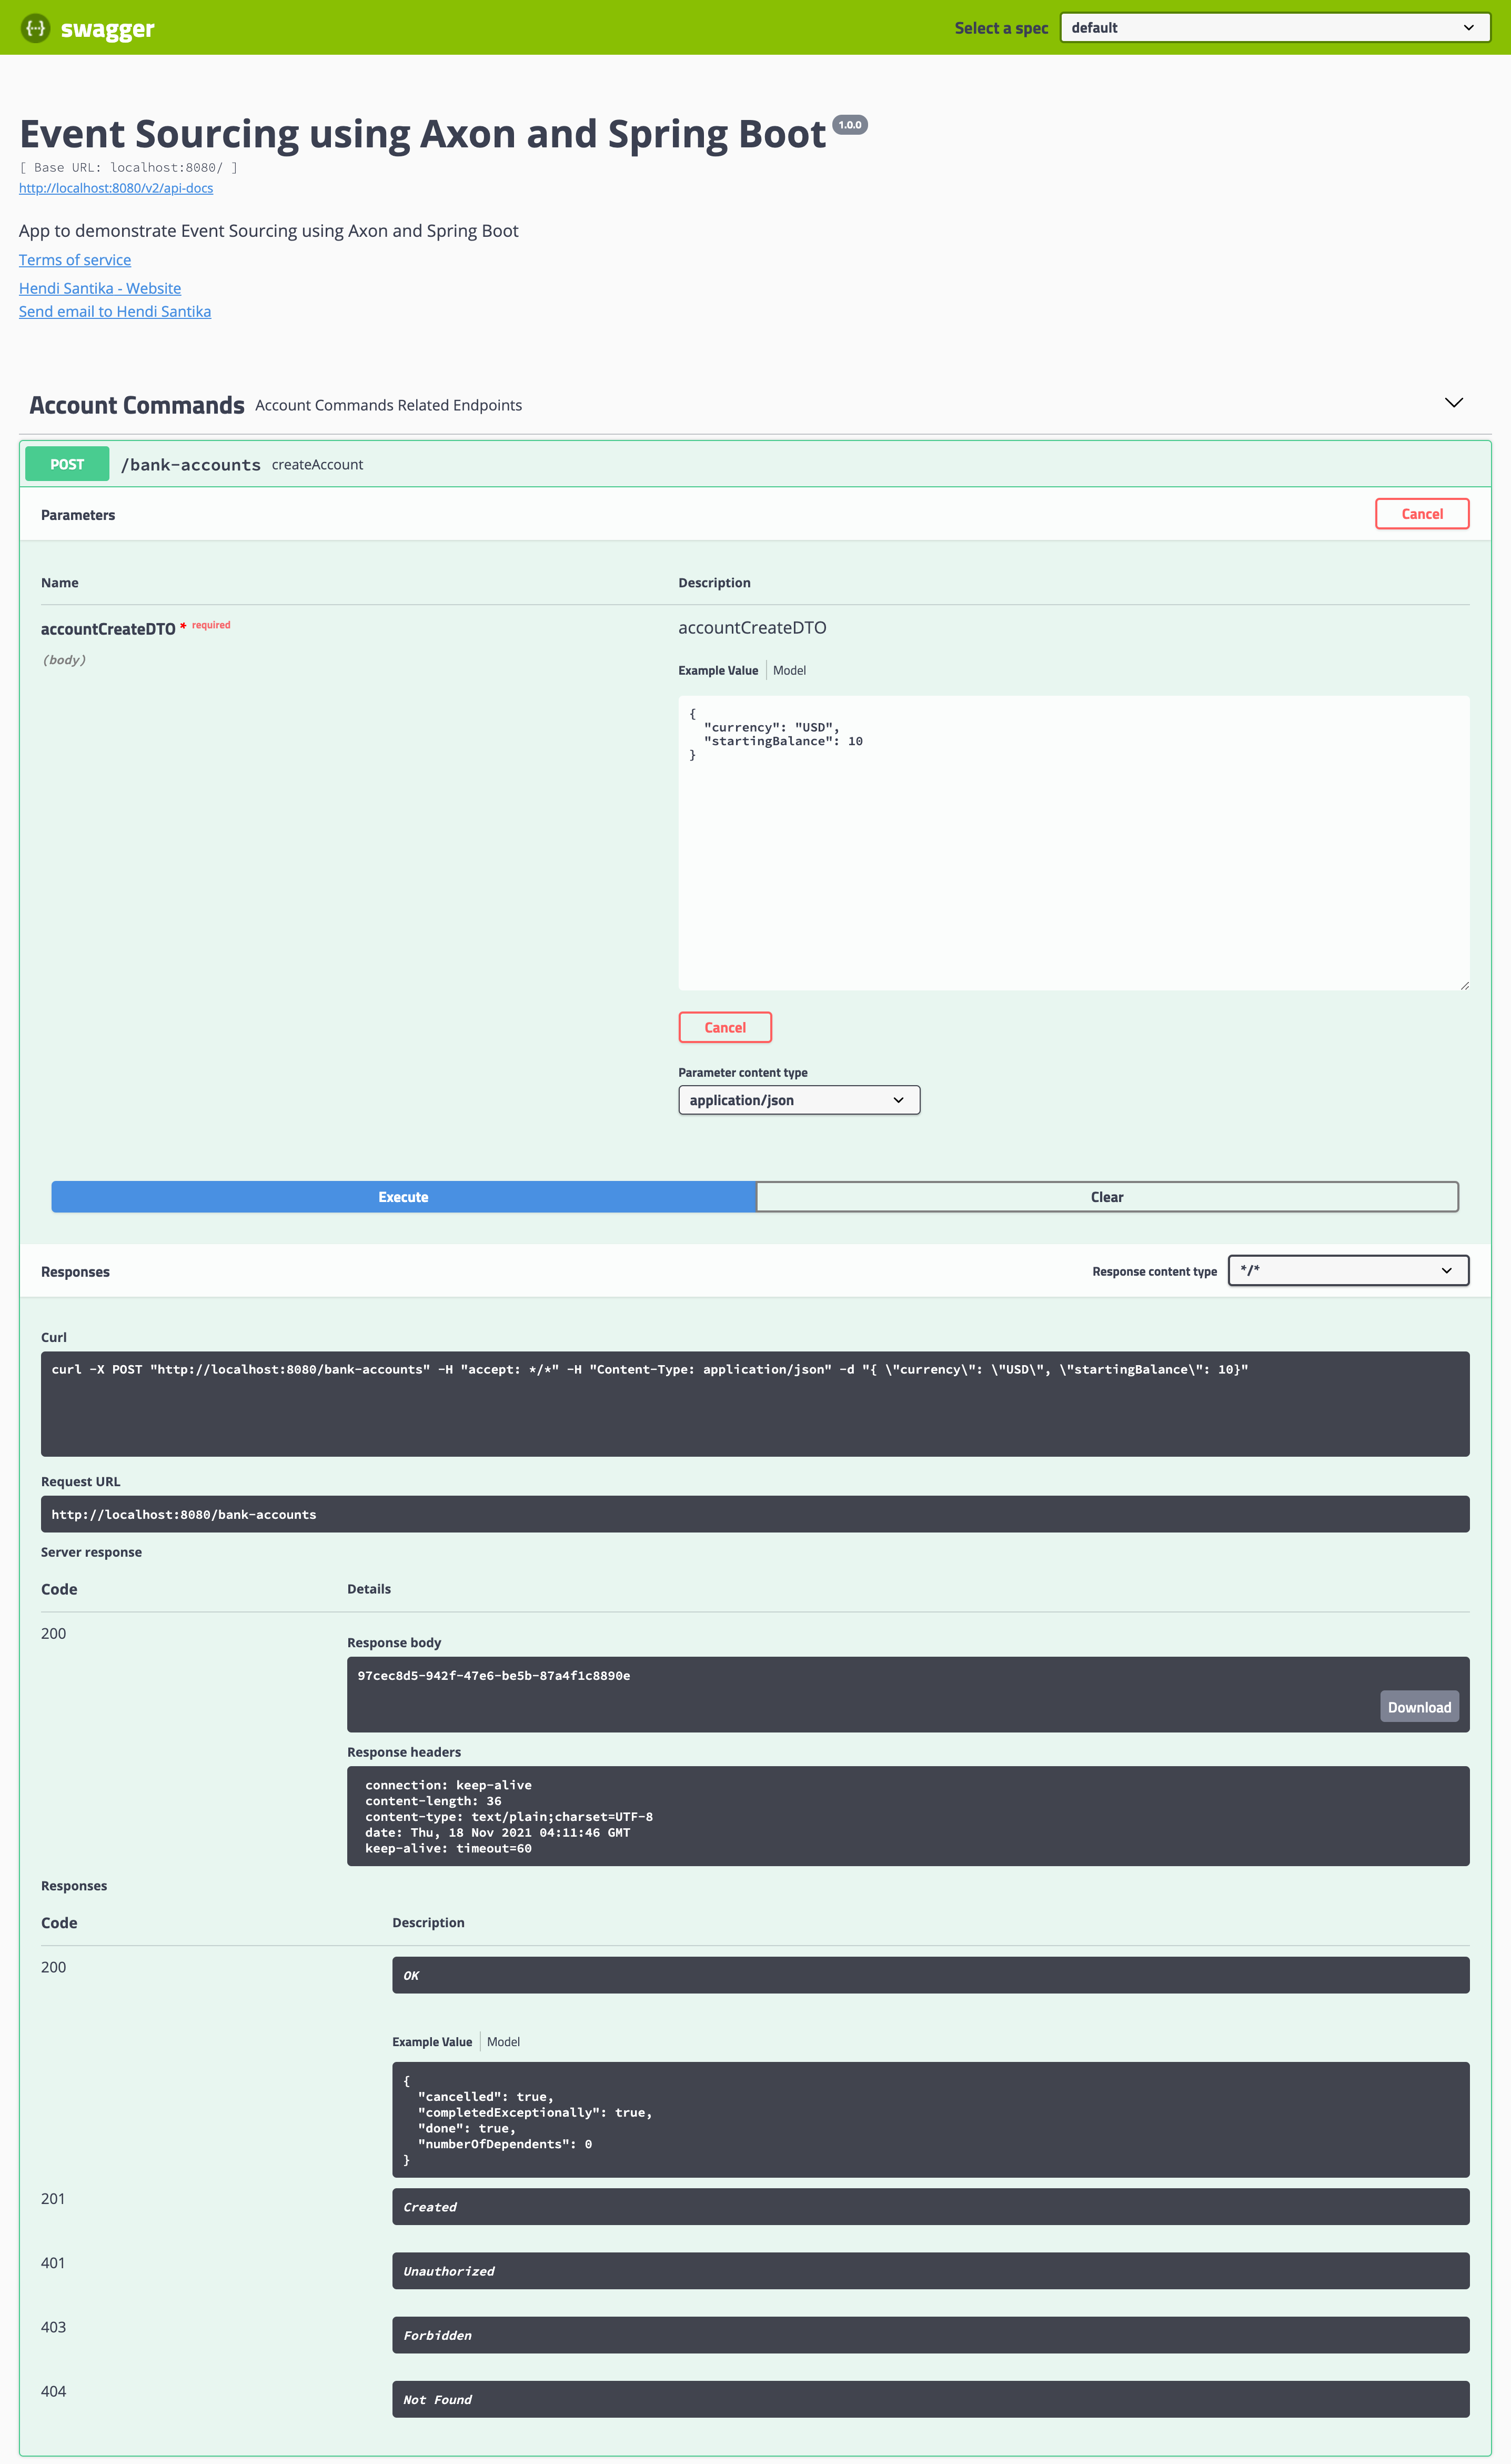 {···} swagger
Select a spec default
Event Sourcing using Axon and Spring Boot 1.0.0
[ Base URL: localhost:8080/ ]
http://localhost:8080/v2/api-docs
App to demonstrate Event Sourcing using Axon and Spring Boot
Terms of service
Hendi Santika - Website
Send email to Hendi Santika
Account Commands Account Commands Related Endpoints
POST /bank-accounts createAccount
Parameters Cancel
Name Description
accountCreateDTO * required
(body)
accountCreateDTO
Example Value Model
{
  "currency": "USD",
  "startingBalance": 10
}
Cancel
Parameter content type
application/json
Execute Clear
Responses Response content type */*
Curl
curl -X POST "http://localhost:8080/bank-accounts" -H "accept: */*" -H "Content-Type: application/json" -d "{ \"currency\": \"USD\", \"startingBalance\": 10}"
Request URL
http://localhost:8080/bank-accounts
Server response
Code Details
200
Response body
97cec8d5-942f-47e6-be5b-87a4f1c8890e
Download
Response headers
connection: keep-alive
content-length: 36
content-type: text/plain;charset=UTF-8
date: Thu, 18 Nov 2021 04:11:46 GMT
keep-alive: timeout=60
Responses
Code Description
200 OK
Example Value Model
{
  "cancelled": true,
  "completedExceptionally": true,
  "done": true,
  "numberOfDependents": 0
}
201 Created
401 Unauthorized
403 Forbidden
404 Not Found